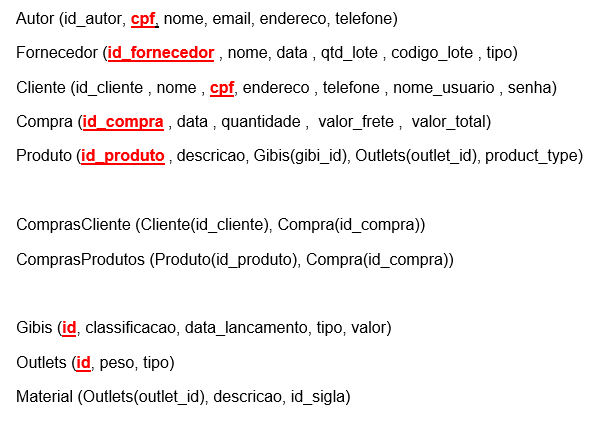 Autor (id_autor, cpf, nome, email, endereco, telefone)
Fornecedor (id_fornecedor , nome, data , qtd_lote , codigo_lote , tipo)
Cliente (id_cliente , nome , cpf, endereco , telefone , nome_usuario , senha)
Compra (id_compra , data , quantidade , valor_frete , valor_total)
Produto (id_produto , descricao, Gibis(gibi_id), Outlets(outlet_id), product_type)
ComprasCliente (Cliente(id_cliente), Compra(id_compra))
ComprasProdutos (Produto(id_produto), Compra(id_compra))
Gibis (id, classificacao, data_lancamento, tipo, valor)
Outlets (id, peso, tipo)
Material (Outlets(outlet_id), descricao, id_sigla)